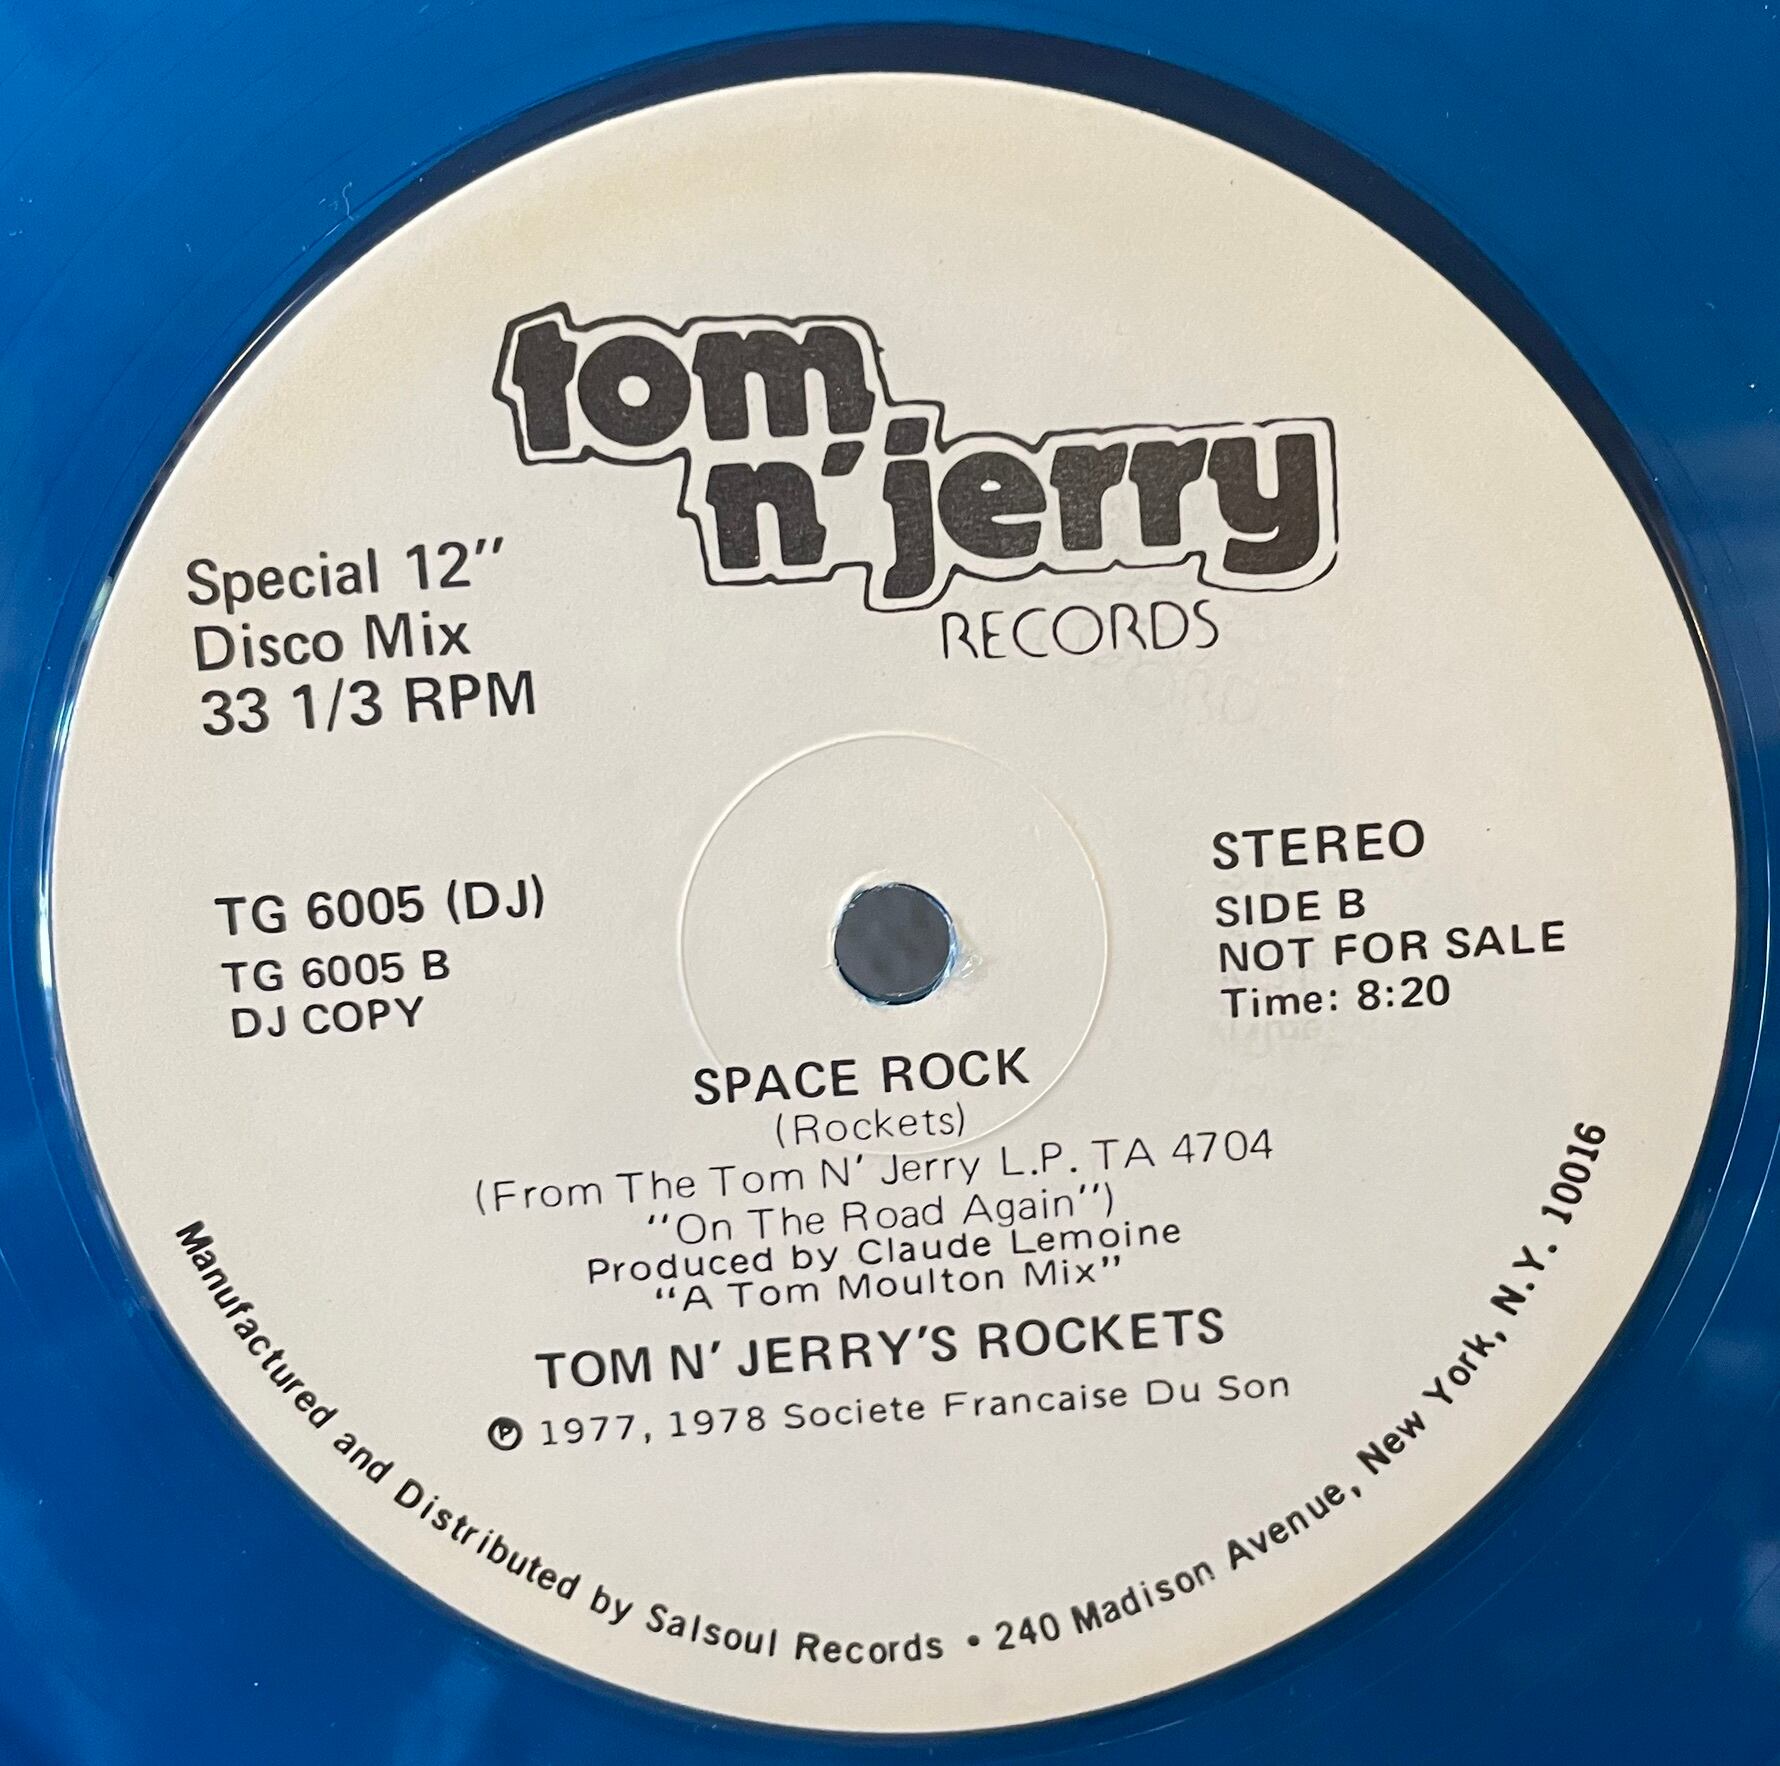 tom
n' jerry
RECORDS
Special 12"
Disco Mix
33 1/3 RPM
TG 6005 (DJ)
TG 6005 B
DJ COPY
STEREO
SIDE B
NOT FOR SALE
Time: 8:20
SPACE ROCK
(Rockets)
(From The Tom N' Jerry L.P. TA 4704
"On The Road Again")
Produced by Claude Lemoine
"A Tom Moulton Mix"
TOM N' JERRY'S ROCKETS
℗ 1977, 1978 Societe Francaise Du Son
Manufactured and Distributed by Salsoul Records • 240 Madison Avenue, New York, N.Y. 10016